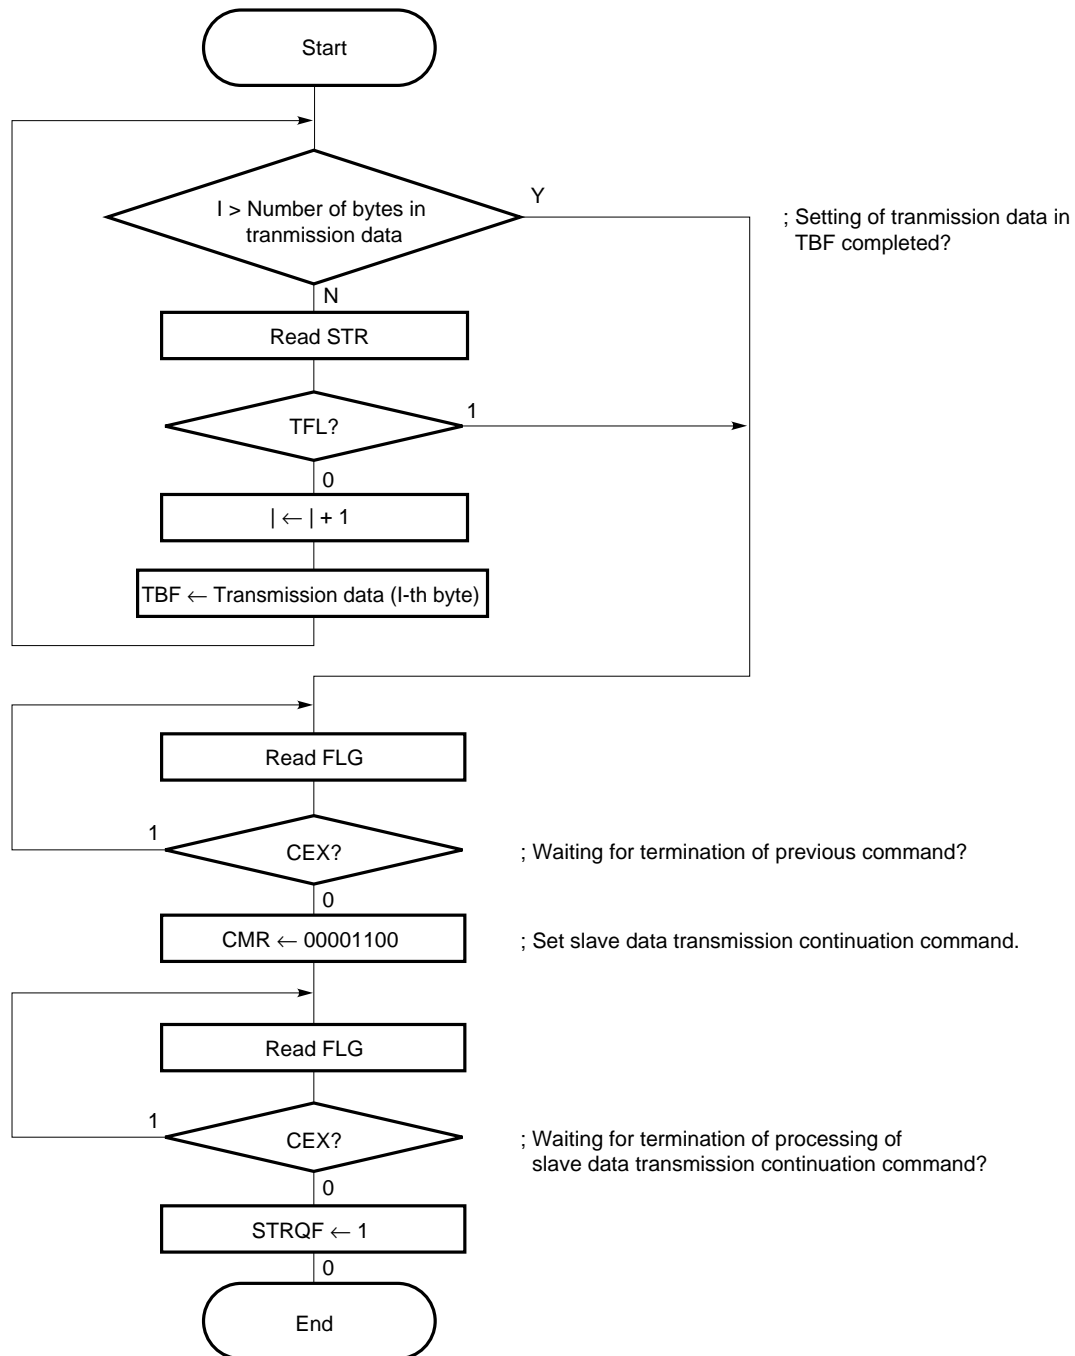 Start
I > Number of bytes in
tranmission data
Y
; Setting of tranmission data in
TBF completed?
N
Read STR
TFL?
1
0
| ← | + 1
TBF ← Transmission data (I-th byte)
Read FLG
1
CEX?
; Waiting for termination of previous command?
0
CMR ← 00001100
; Set slave data transmission continuation command.
Read FLG
1
CEX?
; Waiting for termination of processing of
slave data transmission continuation command?
0
STRQF ← 1
0
End